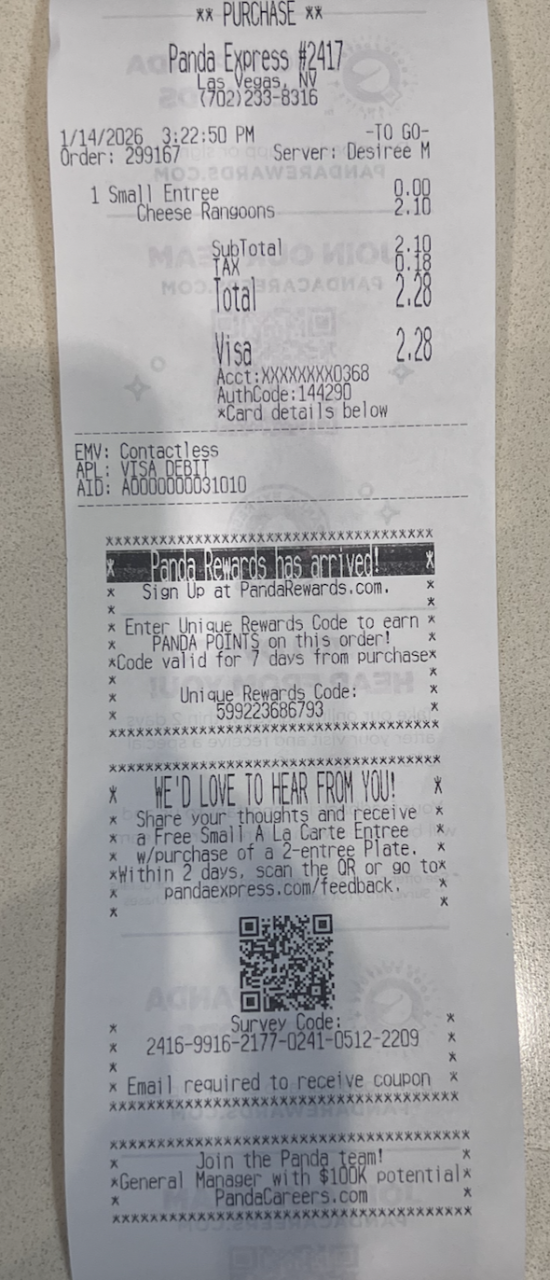 ** PURCHASE **
Panda Express #2417
Las Vegas, NV
(702)233-8316
1/14/2026 3:22:50 PM -TO GO-
Order: 299167 Server: Desiree M
1 Small Entree 0.00
Cheese Rangoons 2.10
SubTotal 2.10
TAX 0.18
Total 2.28
Visa 2.28
Acct:XXXXXXXX0368
AuthCode:144290
*Card details below
EMV: Contactless
APL: VISA DEBIT
AID: A0000000031010
************************************
* Panda Rewards has arrived! *
* Sign Up at PandaRewards.com. *
* *
* Enter Unique Rewards Code to earn *
* PANDA POINTS on this order! *
*Code valid for 7 days from purchase*
* *
* Unique Rewards Code: *
* 599223686793 *
************************************
************************************
* WE'D LOVE TO HEAR FROM YOU! *
* Share your thoughts and receive *
* a Free Small A La Carte Entree *
* w/purchase of a 2-entree Plate. *
*Within 2 days, scan the QR or go to*
* pandaexpress.com/feedback. *
* *
* Survey Code: *
* 2416-9916-2177-0241-0512-2209 *
* *
* Email required to receive coupon *
************************************
************************************
* Join the Panda team! *
*General Manager with $100K potential*
* PandaCareers.com *
************************************